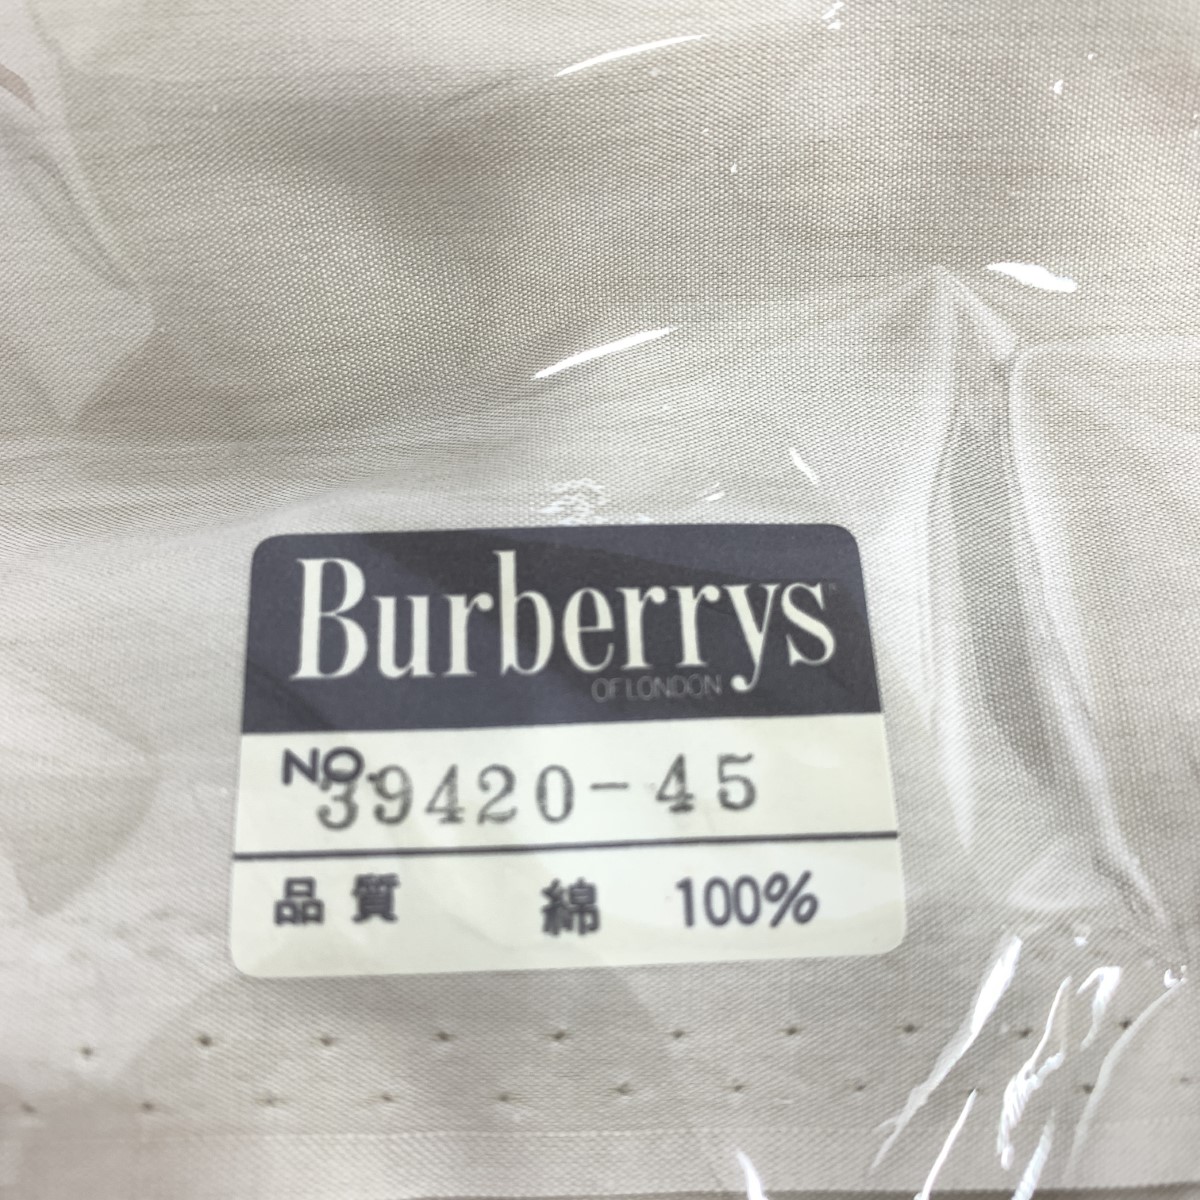 Burberrys
OF LONDON
NO. 39420-45
品質 綿 100%